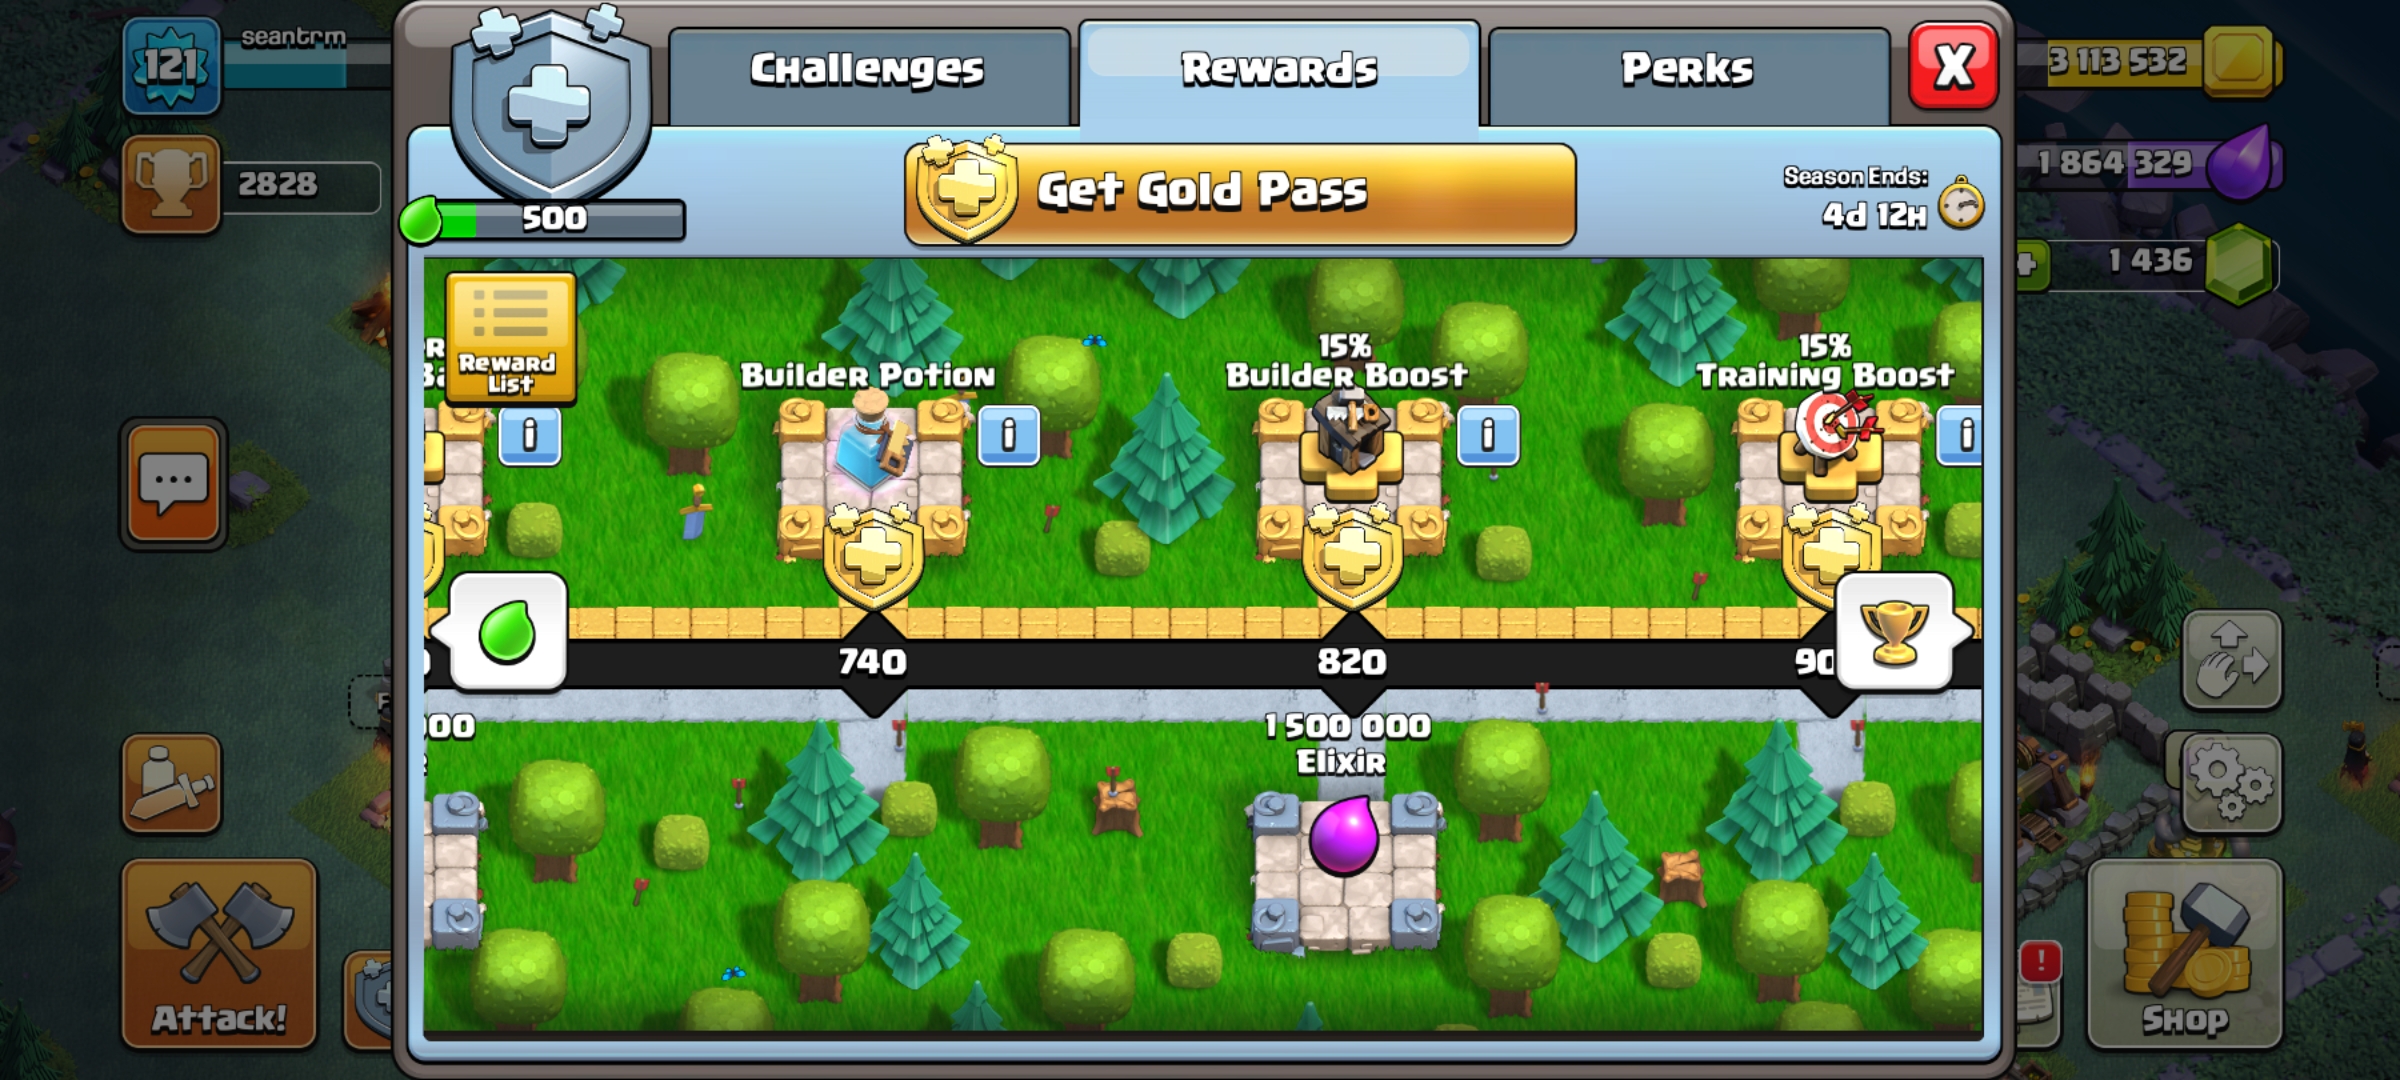 121
seantrm
2828
Challenges
Rewards
Perks
X
3 113 532
1 864 329
1 436
500
Get Gold Pass
Season Ends:
4d 12H
Reward
List
Builder Potion
15%
Builder Boost
15%
Training Boost
i
i
i
i
740
820
90
00
1 500 000
Elixir
Attack!
!
Shop